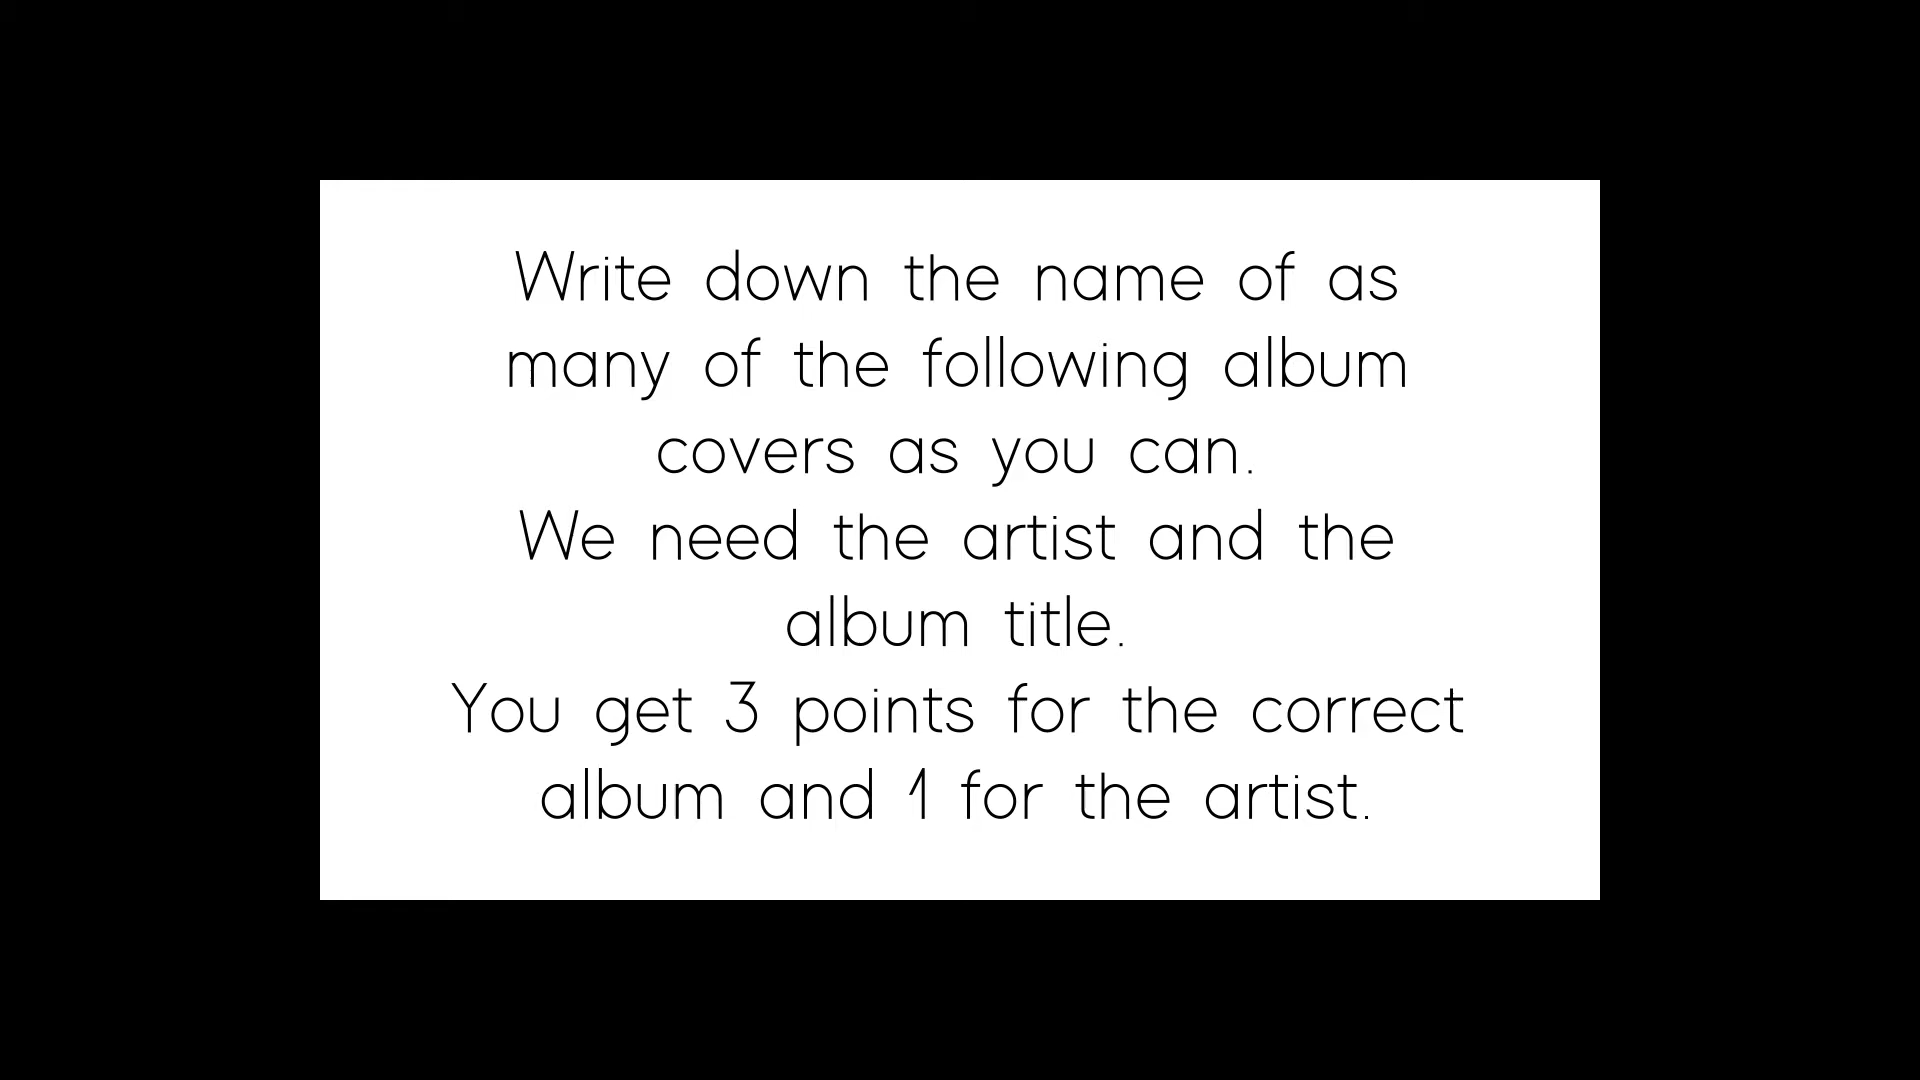 Write down the name of as
many of the following album
covers as you can.
We need the artist and the
album title.
You get 3 points for the correct
album and 1 for the artist.